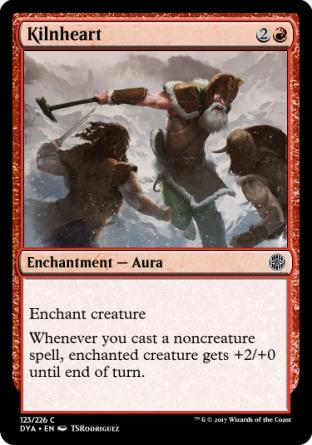 Kilnheart 2
Enchantment — Aura
Enchant creature
Whenever you cast a noncreature
spell, enchanted creature gets +2/+0
until end of turn.
123/226 C
DYA • EN TSRodriguez
™ & © 2017 Wizards of the Coast